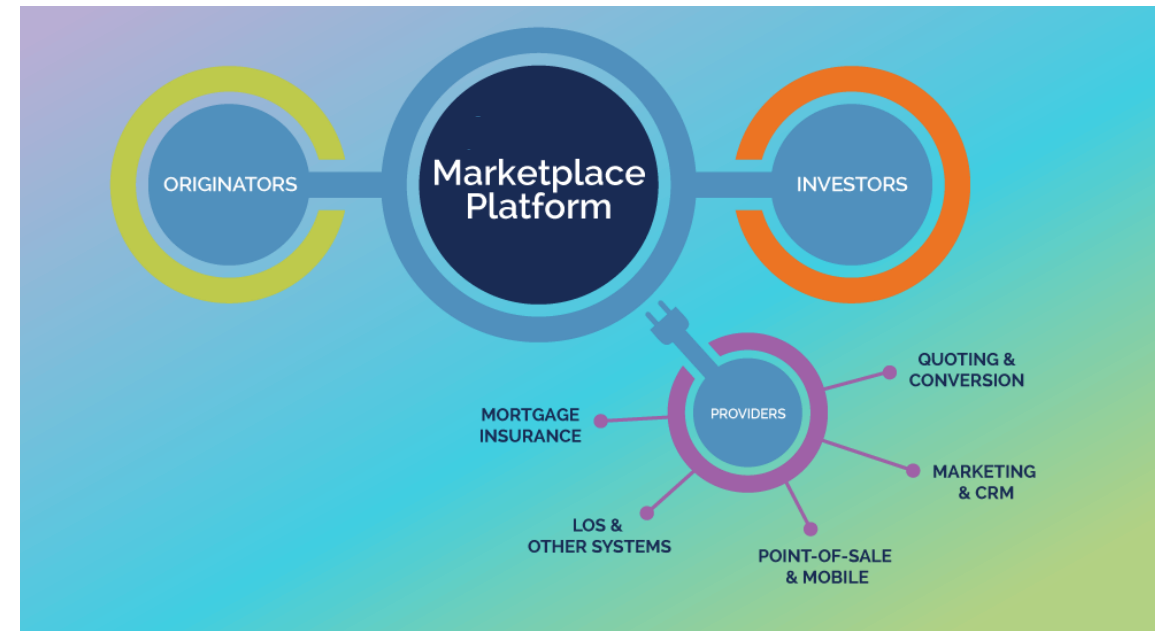 ORIGINATORS
Marketplace
Platform
INVESTORS
PROVIDERS
QUOTING &
CONVERSION
MORTGAGE
INSURANCE
MARKETING
& CRM
LOS &
OTHER SYSTEMS
POINT-OF-SALE
& MOBILE